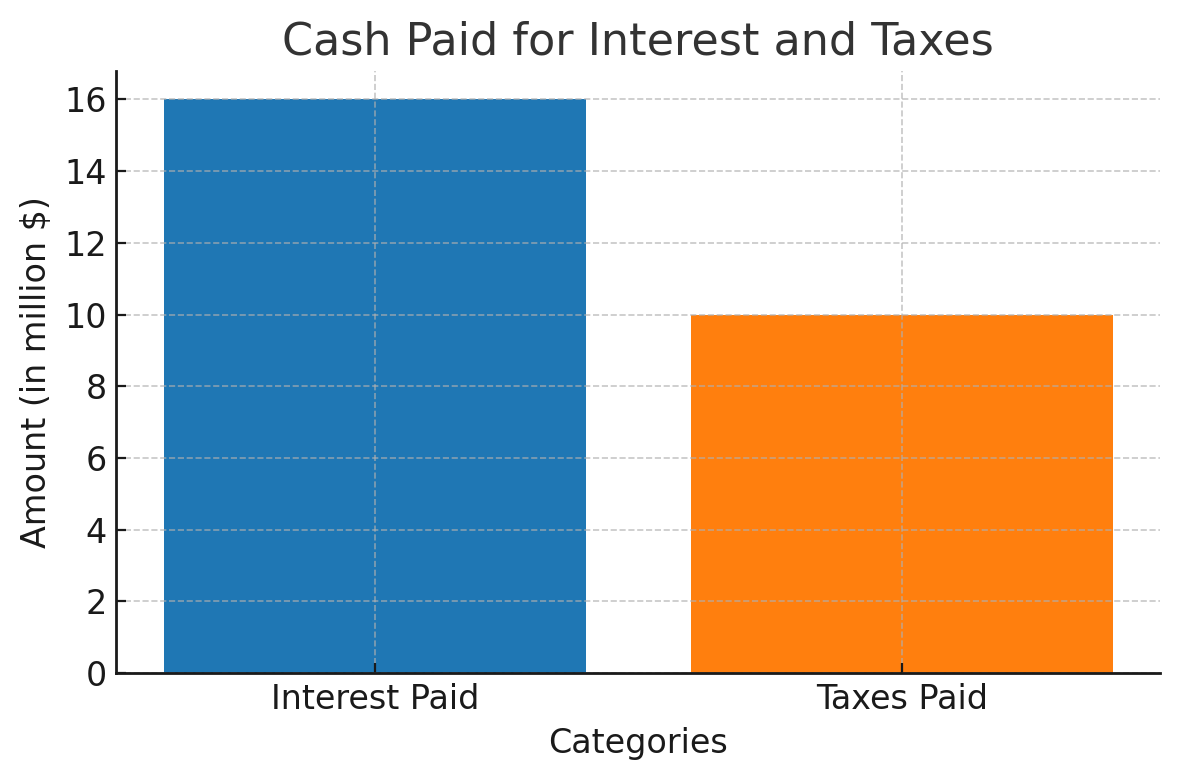 Cash Paid for Interest and Taxes
Amount (in million $)
16
14
12
10
8
6
4
2
0
Interest Paid
Taxes Paid
Categories